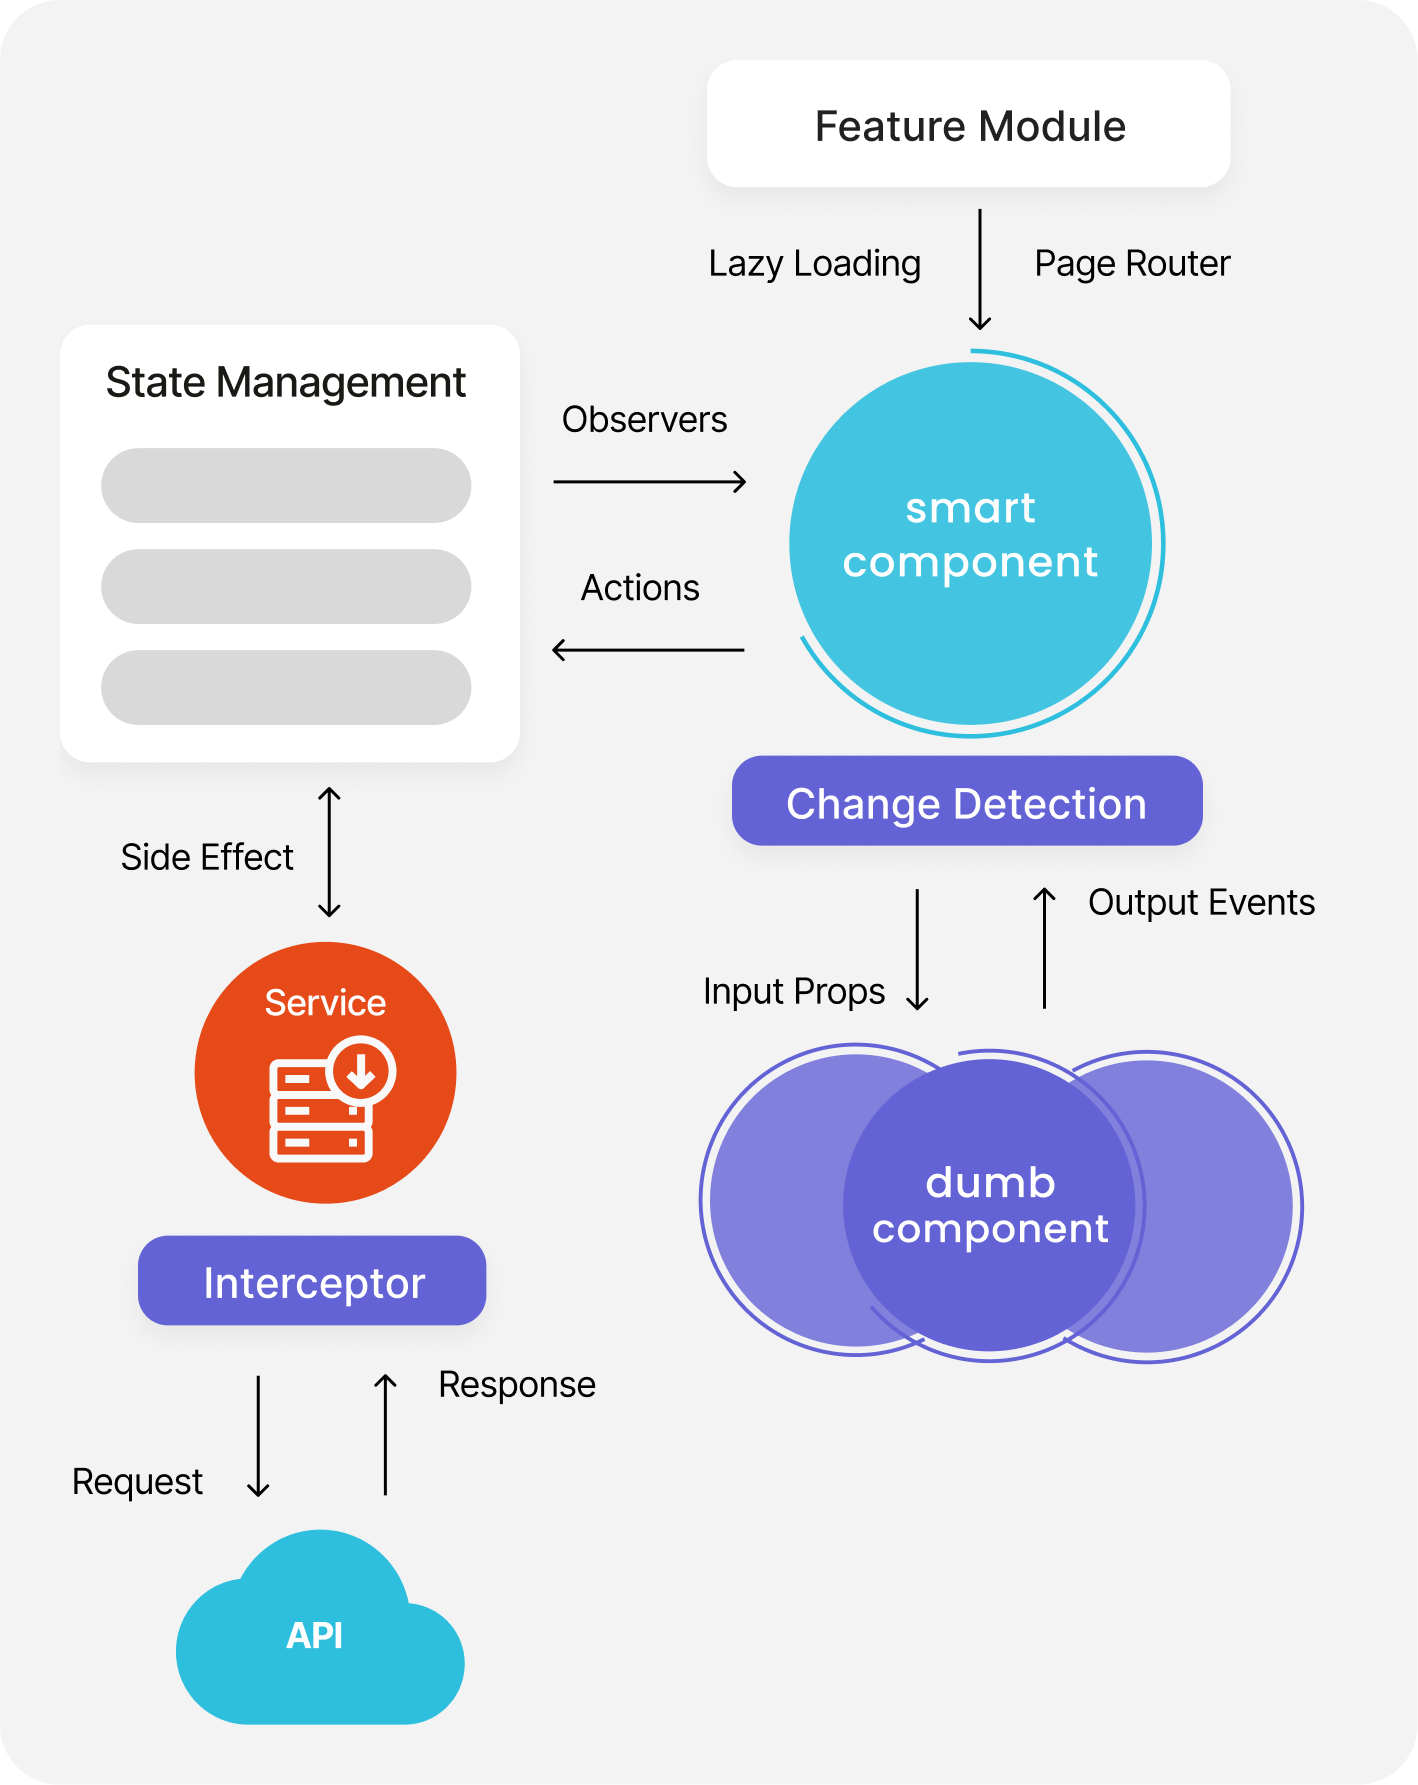 Feature Module
Lazy Loading
Page Router
State Management
Observers
Actions
smart
component
Change Detection
Side Effect
Output Events
Input Props
Service
dumb
component
Interceptor
Response
Request
API